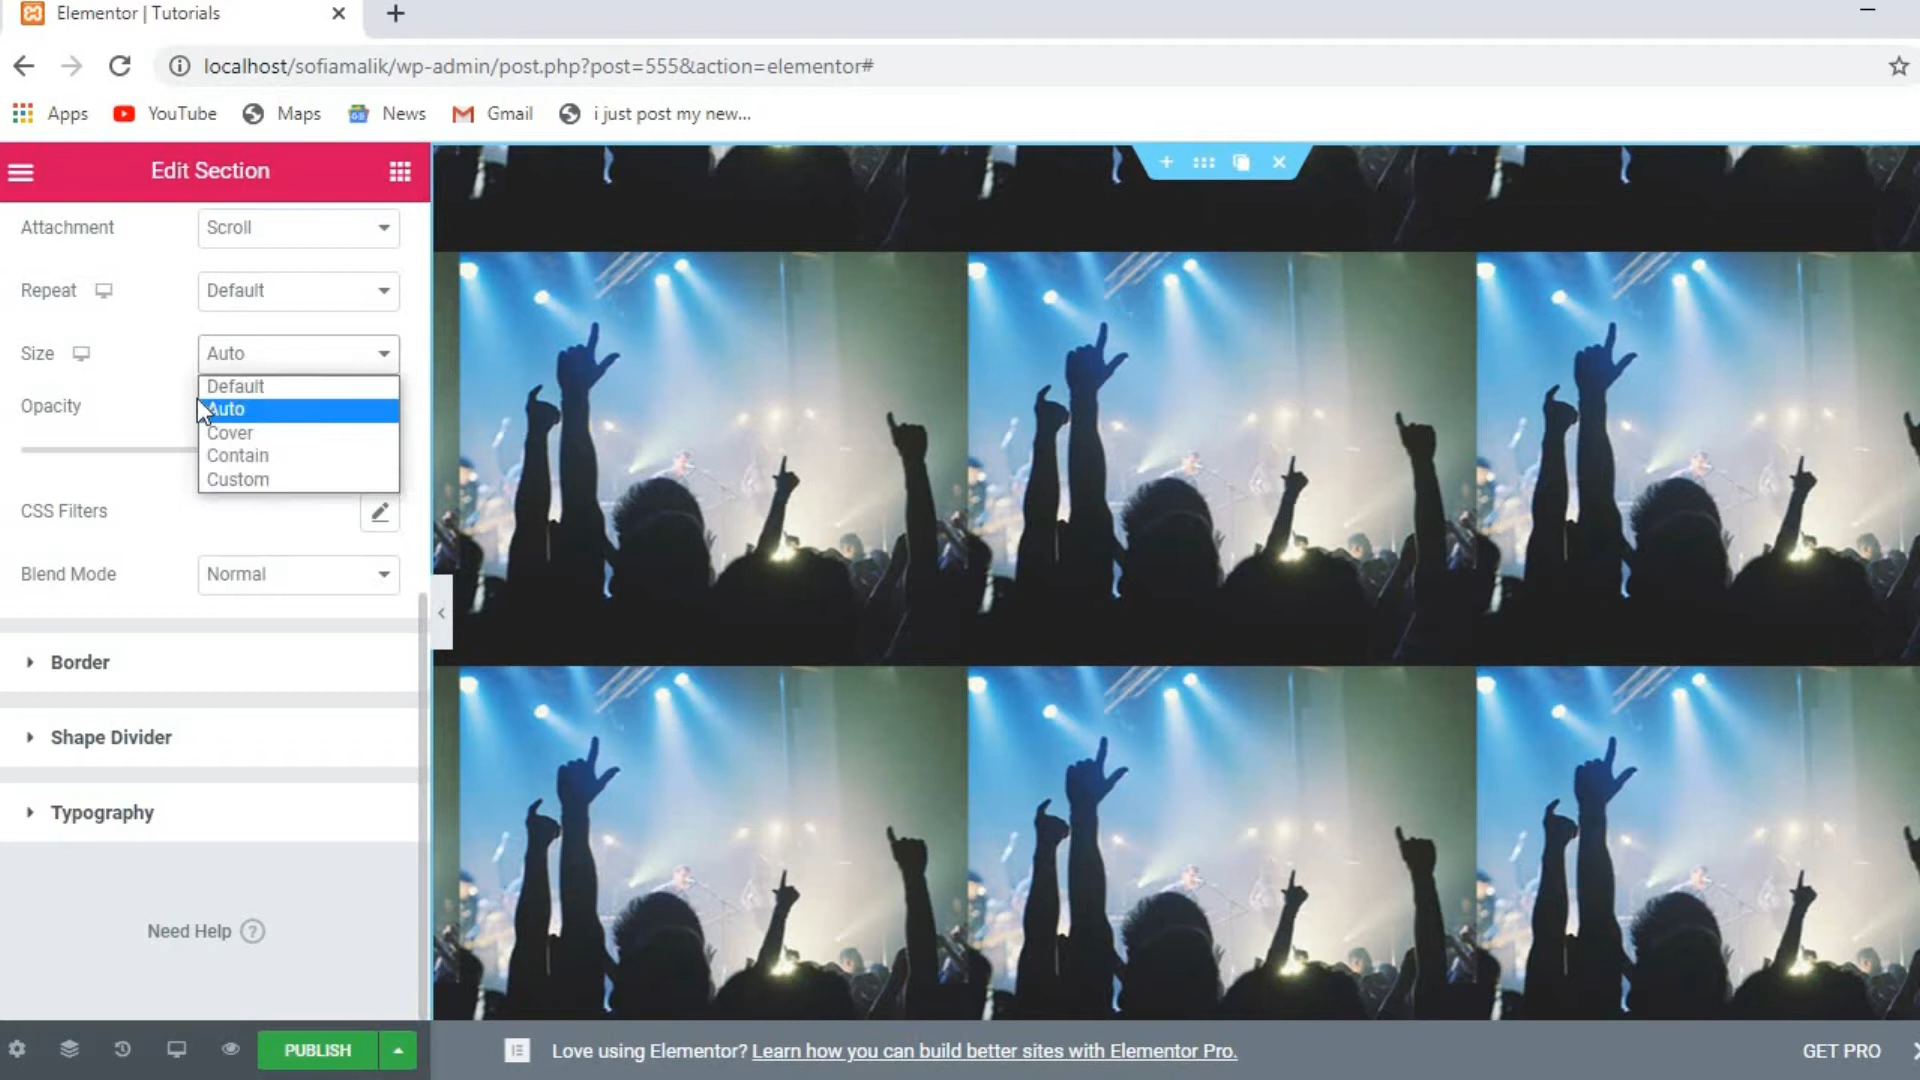 Elementor | Tutorials
localhost/sofiamalik/wp-admin/post.php?post=555&action=elementor#
Apps YouTube Maps News Gmail i just post my new...
Edit Section
Attachment Scroll
Repeat Default
Size Auto
Default
Opacity
Auto
Cover
Contain
Custom
CSS Filters
Blend Mode Normal
Border
Shape Divider
Typography
Need Help ?
PUBLISH
Love using Elementor? Learn how you can build better sites with Elementor Pro.
GET PRO